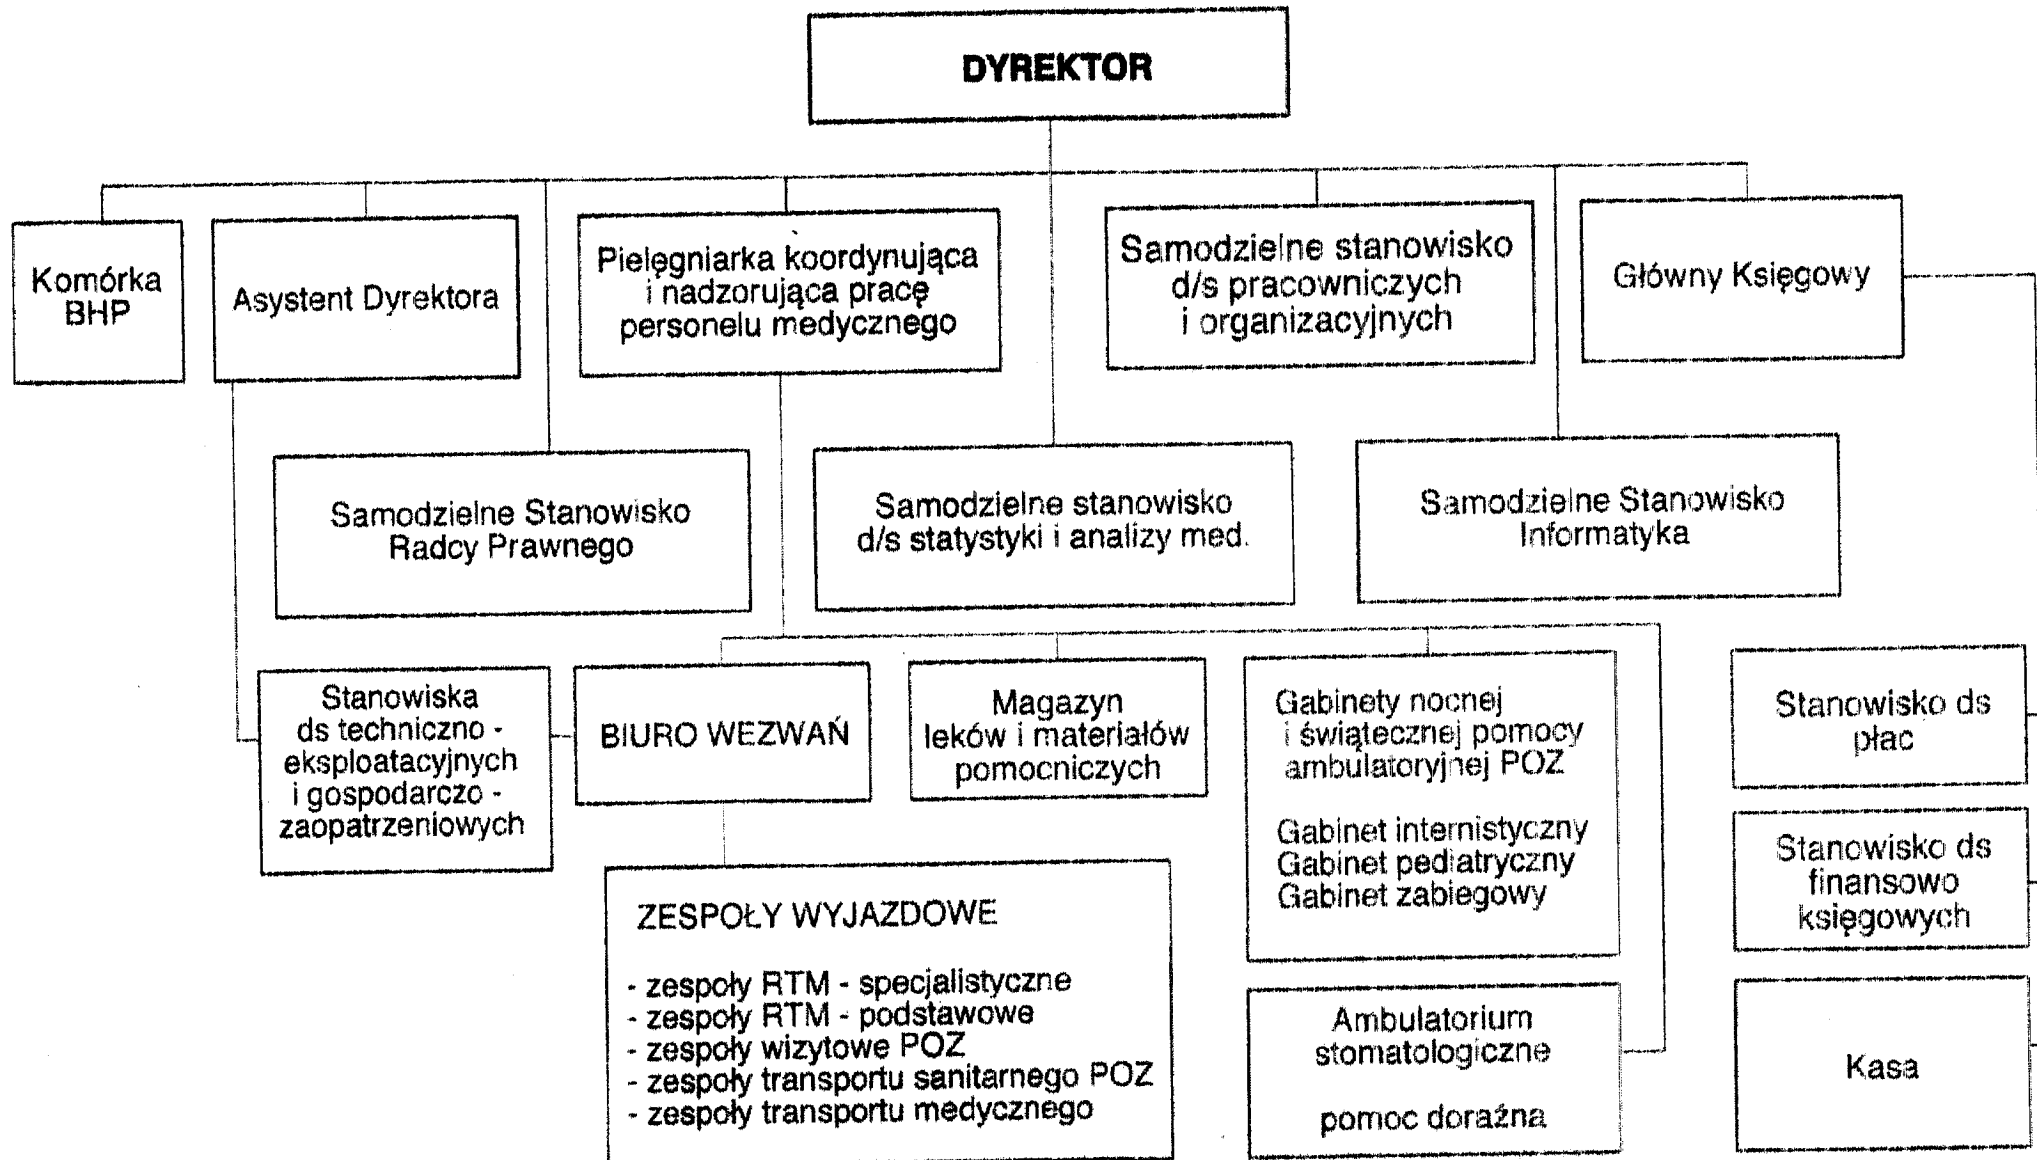 DYREKTOR
Komórka
BHP
Asystent Dyrektora
Pielęgniarka koordynująca
i nadzorująca pracę
personelu medycznego
Samodzielne stanowisko
d/s pracowniczych
i organizacyjnych
Główny Księgowy
Samodzielne Stanowisko
Radcy Prawnego
Samodzielne stanowisko
d/s statystyki i analizy med.
Samodzielne Stanowisko
Informatyka
Stanowiska
ds techniczno -
eksploatacyjnych
i gospodarczo -
zaopatrzeniowych
BIURO WEZWAŃ
Magazyn
leków i materiałów
pomocniczych
Gabinety nocnej
i świątecznej pomocy
ambulatoryjnej POZ
Gabinet internistyczny
Gabinet pediatryczny
Gabinet zabiegowy
Stanowisko ds
płac
Stanowisko ds
finansowo
księgowych
ZESPOŁY WYJAZDOWE
- zespoły RTM - specjalistyczne
- zespoły RTM - podstawowe
- zespoły wizytowe POZ
- zespoły transportu sanitarnego POZ
- zespoły transportu medycznego
Ambulatorium
stomatologiczne
pomoc doraźna
Kasa